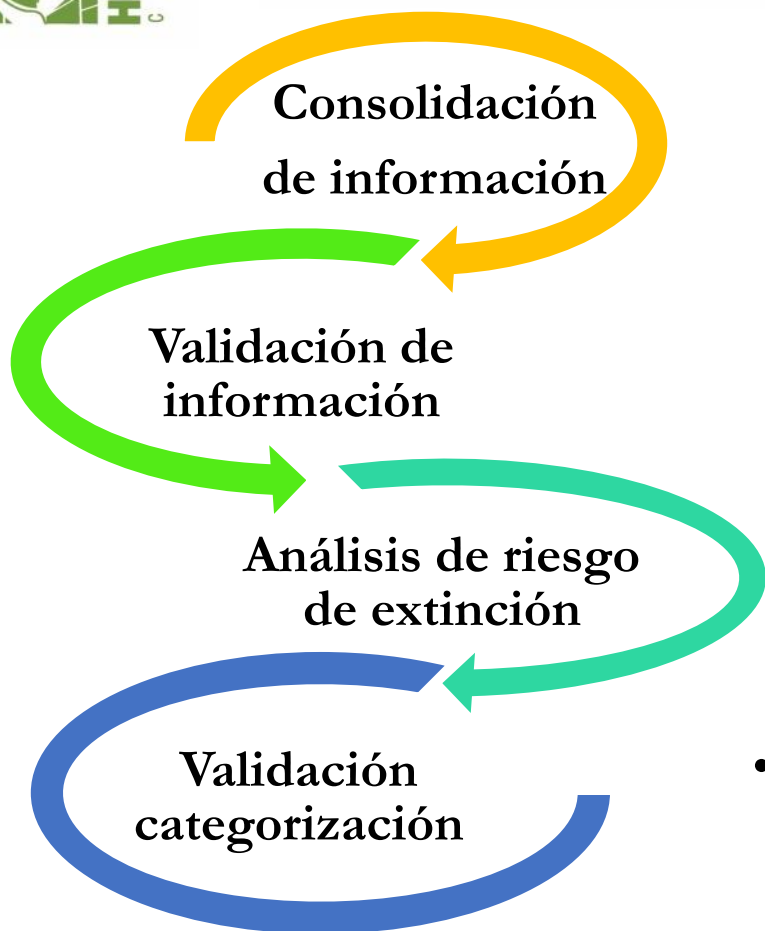 Consolidación
de información
Validación de
información
Análisis de riesgo
de extinción
Validación
categorización